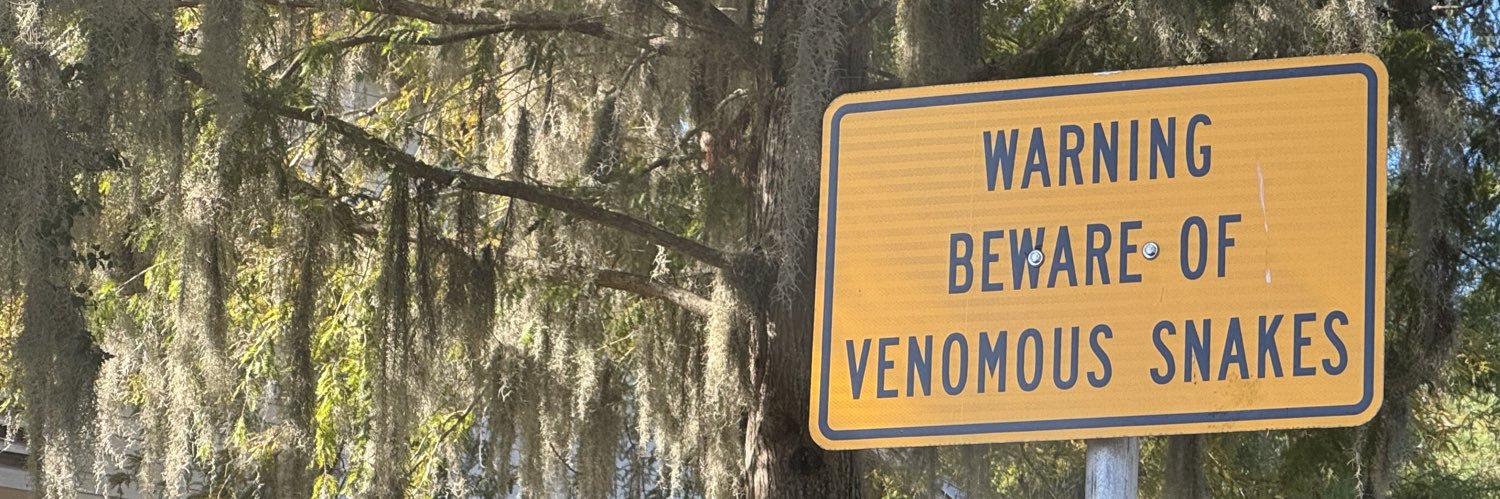 WARNING
BEWARE OF
VENOMOUS SNAKES